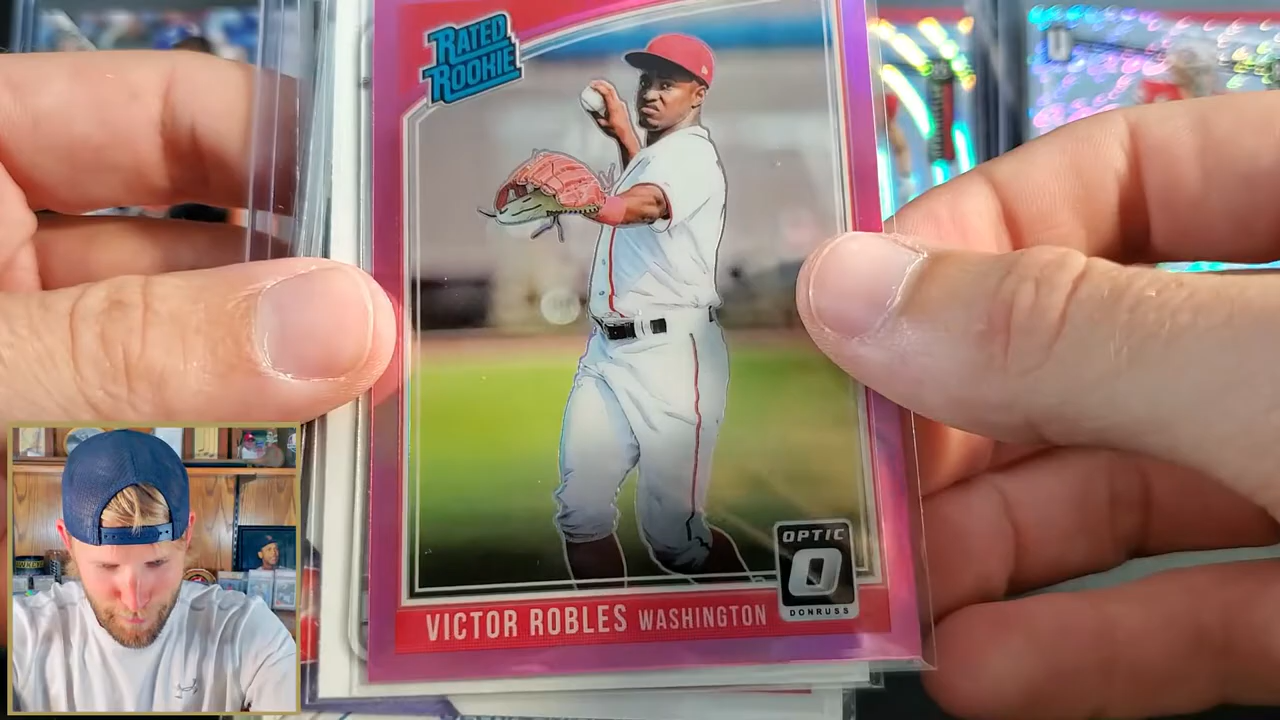 RATED
ROOKIE
OPTIC
O
DONRUSS
VICTOR ROBLES WASHINGTON